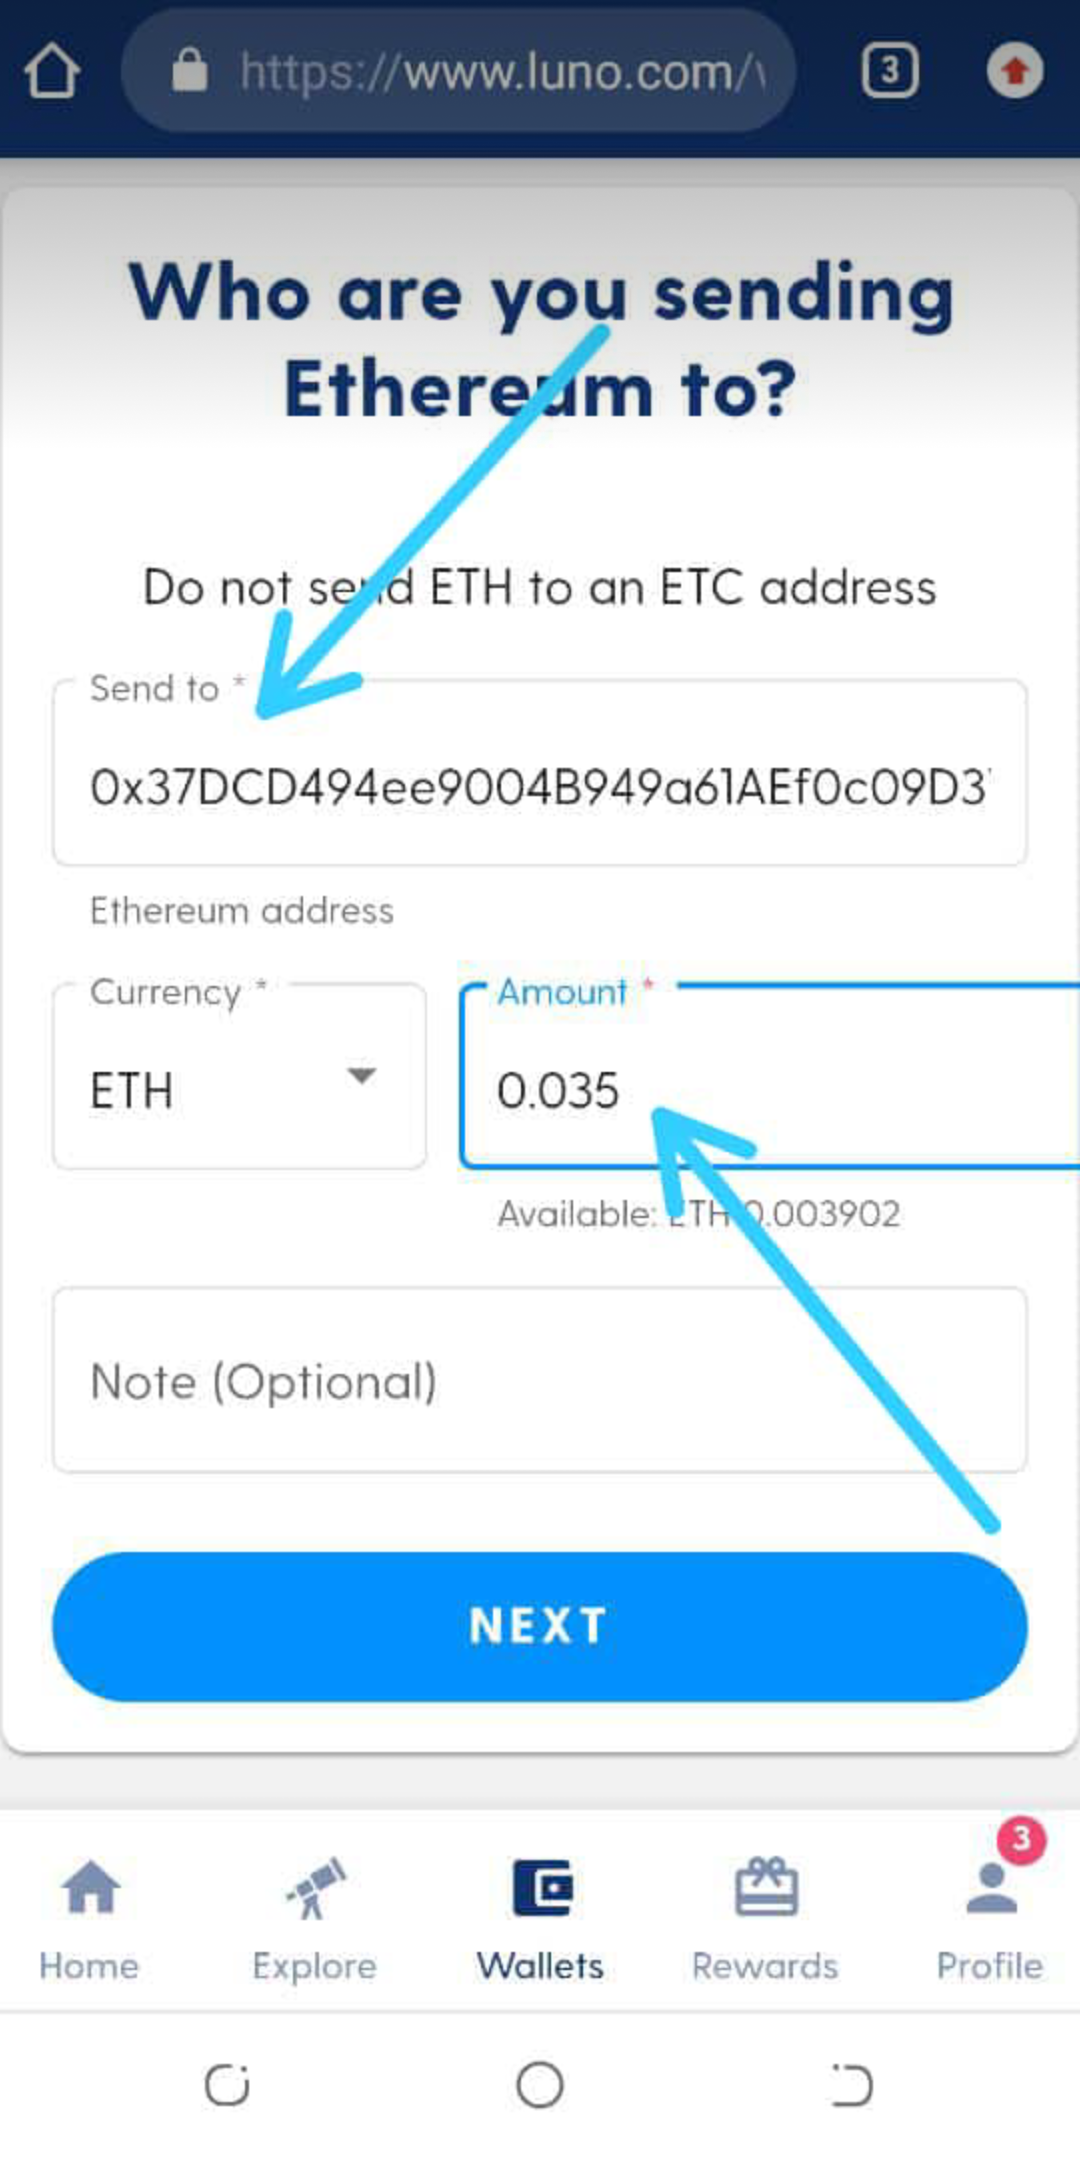 https://www.luno.com/
3
Who are you sending
Ethereum to?
Do not send ETH to an ETC address
Send to *
0x37DCD494ee9004B949a61AEf0c09D3
Ethereum address
Currency *
Amount *
ETH
0.035
Available: ETH 0.003902
Note (Optional)
NEXT
3
Home
Explore
Wallets
Rewards
Profile